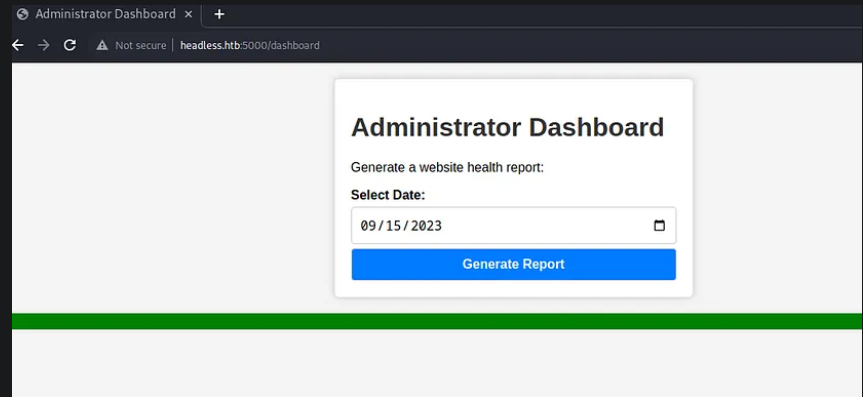 Administrator Dashboard
Not secure headless.htb:5000/dashboard
Administrator Dashboard
Generate a website health report:
Select Date:
09/15/2023
Generate Report